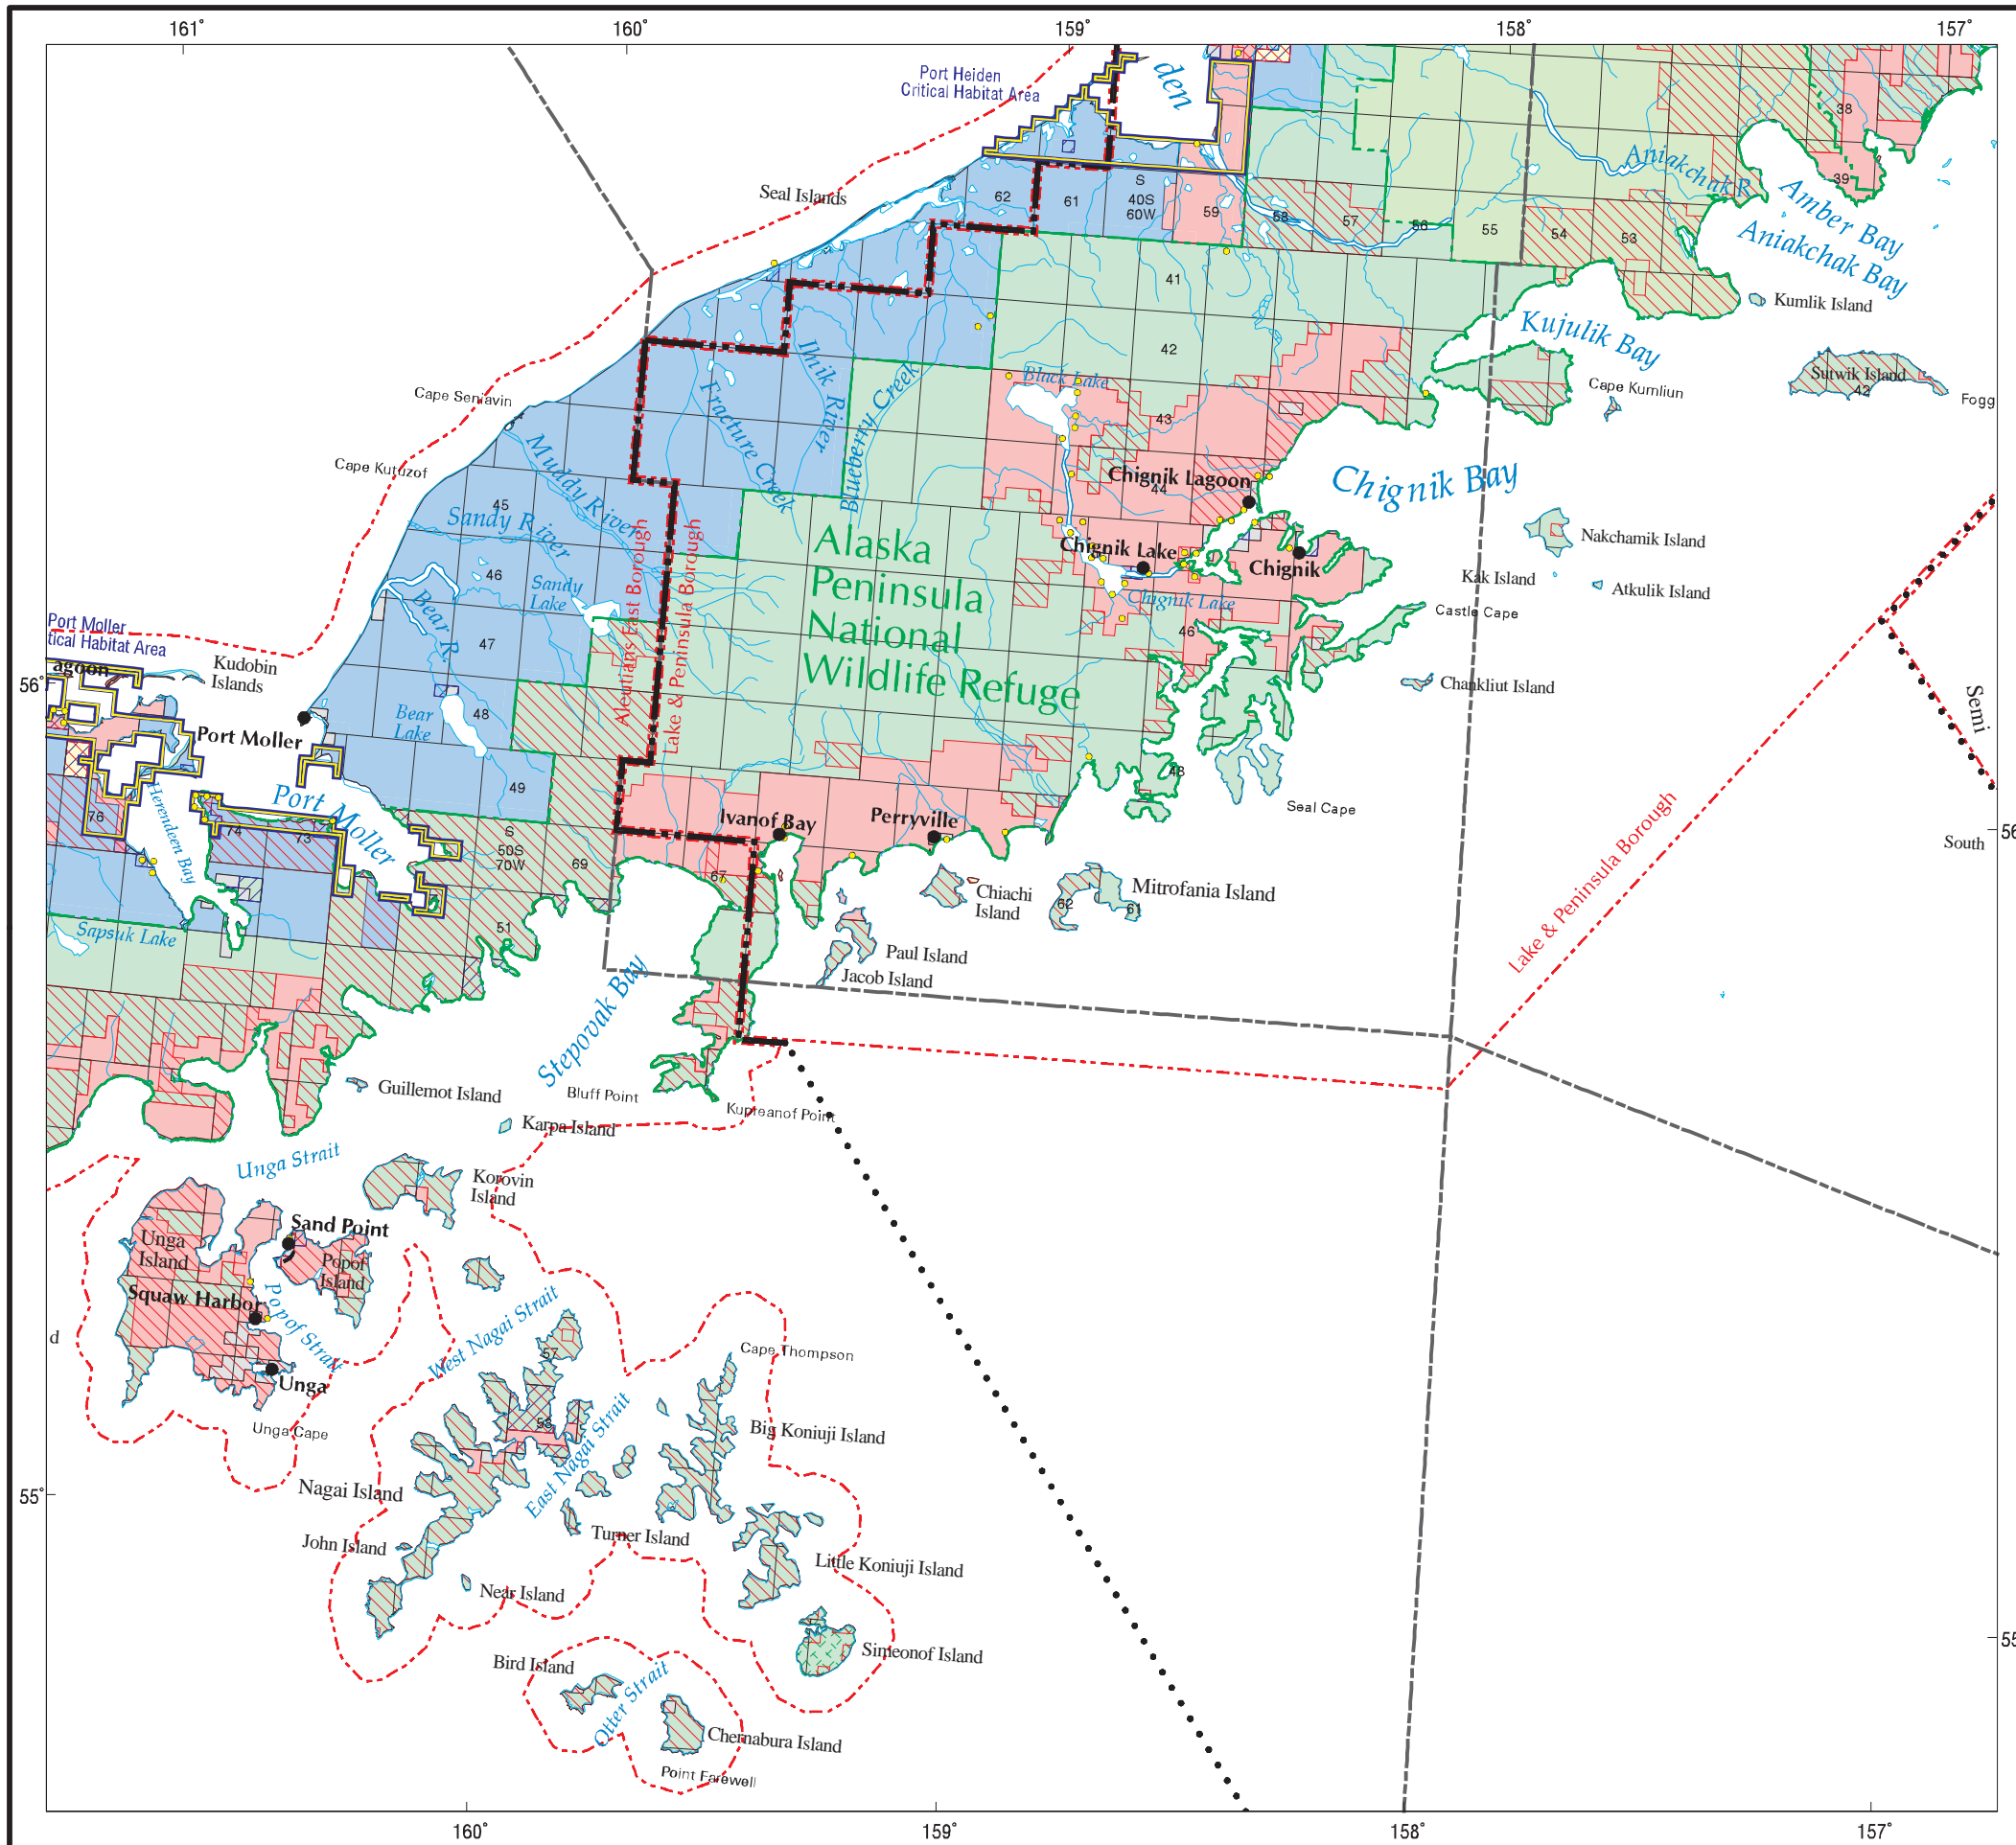 161°
160°
159°
158°
157°
Port Heiden
Critical Habitat Area
den
38
39
Aniakchak R
Amber Bay
Aniakchak Bay
Seal Islands
62
61
S
40S
60W
59
58
57
56
55
54
53
Kumlik Island
41
42
Kujulik Bay
Ilnik River
Fracture Creek
Blueberry Creek
Black Lake
Cape Kumliun
Sutwik Island
42
Fogg
Cape Seniavin
43
Cape Kutuzof
Muddy River
Chignik Lagoon
44
Chignik Bay
45
Sandy River
Alaska
Peninsula
National
Wildlife Refuge
Chignik Lake
Chignik
Nakchamik Island
Kak Island
Atkulik Island
46
Sandy
Lake
Bear R.
Chignik Lake
Castle Cape
Aleutians East Borough
Lake & Peninsula Borough
Port Moller
tical Habitat Area
agoon
Kudobin
Islands
47
46
56°
Chankliut Island
Semi
48
Bear
Lake
Port Moller
49
48
Seal Cape
Herendeen Bay
Port Moller
76
74
73
S
50S
70W
69
Ivanof Bay
Perryville
56
South
Lake & Peninsula Borough
67
Chiachi
Island
Mitrofania Island
62
61
Sapsuk Lake
51
Paul Island
Jacob Island
Stepovak Bay
Guillemot Island
Bluff Point
Kupreanof Point
Karpa Island
Unga Strait
Korovin
Island
Sand Point
Unga
Island
Popof
Island
Squaw Harbor
Popof Strait
d
Unga
Unga Cape
West Nagai Strait
57
58
East Nagai Strait
Cape Thompson
Big Koniuji Island
Nagai Island
55°
John Island
Turner Island
Near Island
Little Koniuji Island
Simeonof Island
55
Bird Island
Otter Strait
Chernabura Island
Point Farewell
160°
159°
158°
157°